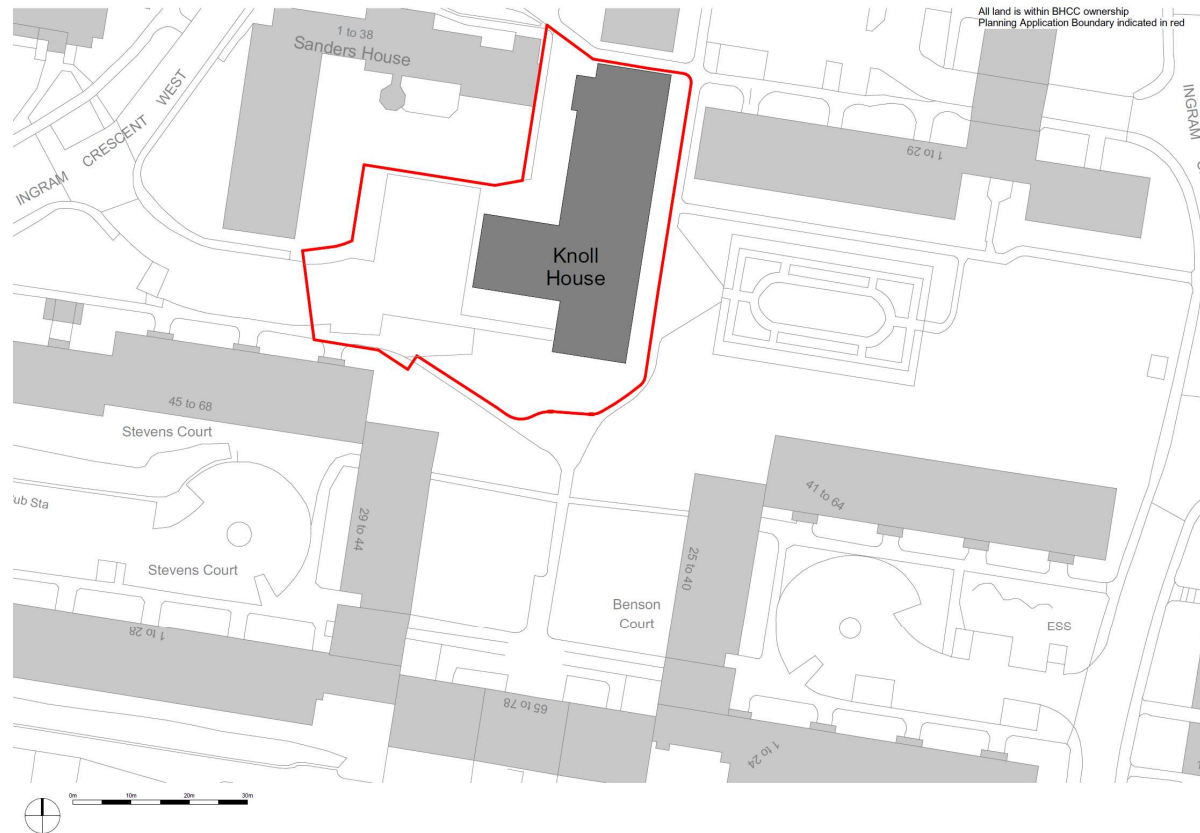 All land is within BHCC ownership
Planning Application Boundary indicated in red
1 to 38
Sanders House
INGRAM CRESCENT WEST
INGRAM
1 to 29
Knoll
House
45 to 68
Stevens Court
ub Sta
29 to 44
Stevens Court
1 to 28
41 to 64
25 to 40
Benson
Court
ESS
65 to 78
1 to 24
0m 10m 20m 30m